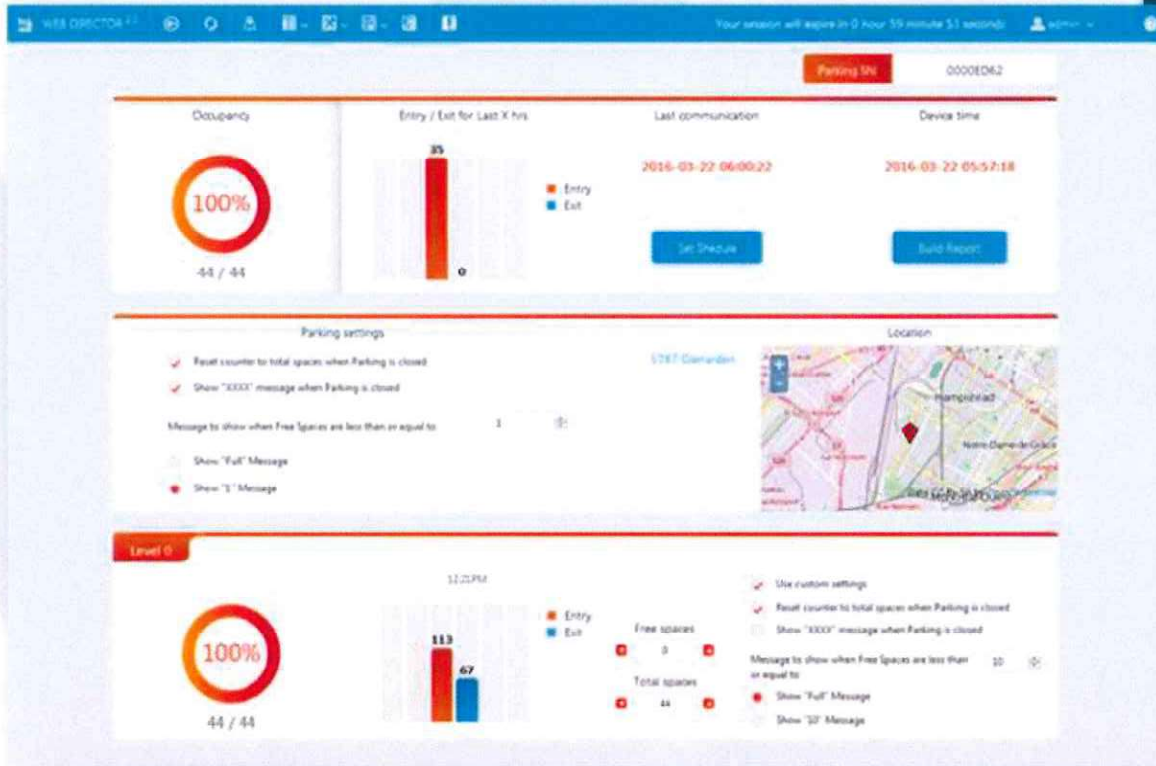 WEB DIRECTOR
Your session will expire in 0 hour 59 minute 51 seconds
admin
Parking SN
0000ED62
Occupancy
Entry / Exit for Last X hrs
Last communication
Device time
100%
44 / 44
35
0
Entry
Exit
2016-03-22 06:00:22
2016-03-22 05:57:18
Set Shedule
Build Report
Parking settings
Location
Reset counter to total spaces when Parking is closed
Show "XXXX" message when Parking is closed
Message to show when Free Spaces are less than or equal to
1
Show "Full" Message
Show "1" Message
Hampstead
Notre-Dame-de-Grâce
Level 0
100%
44 / 44
12:21PM
113
67
Entry
Exit
Free spaces
0
Total spaces
44
Use custom settings
Reset counter to total spaces when Parking is closed
Show "XXXX" message when Parking is closed
Message to show when Free Spaces are less than
or equal to
10
Show "Full" Message
Show "10" Message